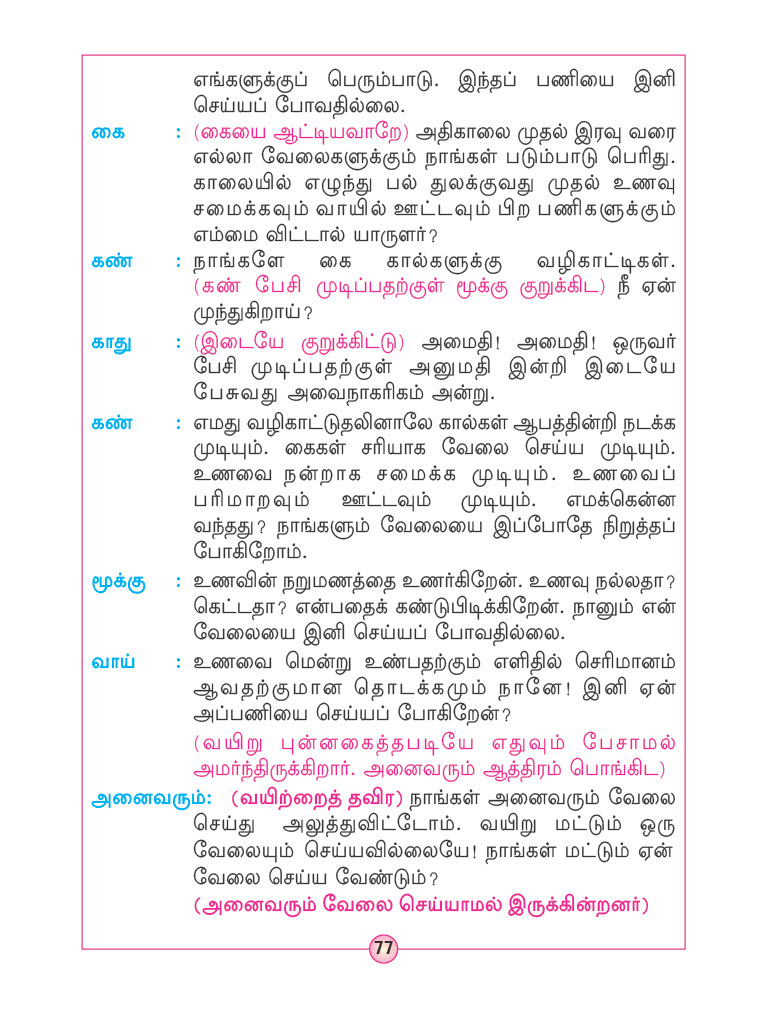 எங்களுக்குப் பெரும்பாடு. இந்தப் பணியை இனி
செய்யப் போவதில்லை.
கை : (கையை ஆட்டியவாறே) அதிகாலை முதல் இரவு வரை
எல்லா வேலைகளுக்கும் நாங்கள் படும்பாடு பெரிது.
காலையில் எழுந்து பல் துலக்குவது முதல் உணவு
சமைக்கவும் வாயில் ஊட்டவும் பிற பணிகளுக்கும்
எம்மை விட்டால் யாருளர்?
கண் : நாங்களே கை கால்களுக்கு வழிகாட்டிகள்.
(கண் பேசி முடிப்பதற்குள் மூக்கு குறுக்கிட) நீ ஏன்
முந்துகிறாய்?
காது : (இடையே குறுக்கிட்டு) அமைதி! அமைதி! ஒருவர்
பேசி முடிப்பதற்குள் அனுமதி இன்றி இடையே
பேசுவது அவைநாகரிகம் அன்று.
கண் : எமது வழிகாட்டுதலினாலே கால்கள் ஆபத்தின்றி நடக்க
முடியும். கைகள் சரியாக வேலை செய்ய முடியும்.
உணவை நன்றாக சமைக்க முடியும். உணவைப்
பரிமாறவும் ஊட்டவும் முடியும். எமக்கென்ன
வந்தது? நாங்களும் வேலையை இப்போதே நிறுத்தப்
போகிறோம்.
மூக்கு : உணவின் நறுமணத்தை உணர்கிறேன். உணவு நல்லதா?
கெட்டதா? என்பதைக் கண்டுபிடிக்கிறேன். நானும் என்
வேலையை இனி செய்யப் போவதில்லை.
வாய் : உணவை மென்று உண்பதற்கும் எளிதில் செரிமானம்
ஆவதற்குமான தொடக்கமும் நானே! இனி ஏன்
அப்பணியை செய்யப் போகிறேன்?
(வயிறு புன்னகைத்தபடியே எதுவும் பேசாமல்
அமர்ந்திருக்கிறார். அனைவரும் ஆத்திரம் பொங்கிட)
அனைவரும்: (வயிற்றைத் தவிர) நாங்கள் அனைவரும் வேலை
செய்து அலுத்துவிட்டோம். வயிறு மட்டும் ஒரு
வேலையும் செய்யவில்லையே! நாங்கள் மட்டும் ஏன்
வேலை செய்ய வேண்டும்?
(அனைவரும் வேலை செய்யாமல் இருக்கின்றனர்)
77